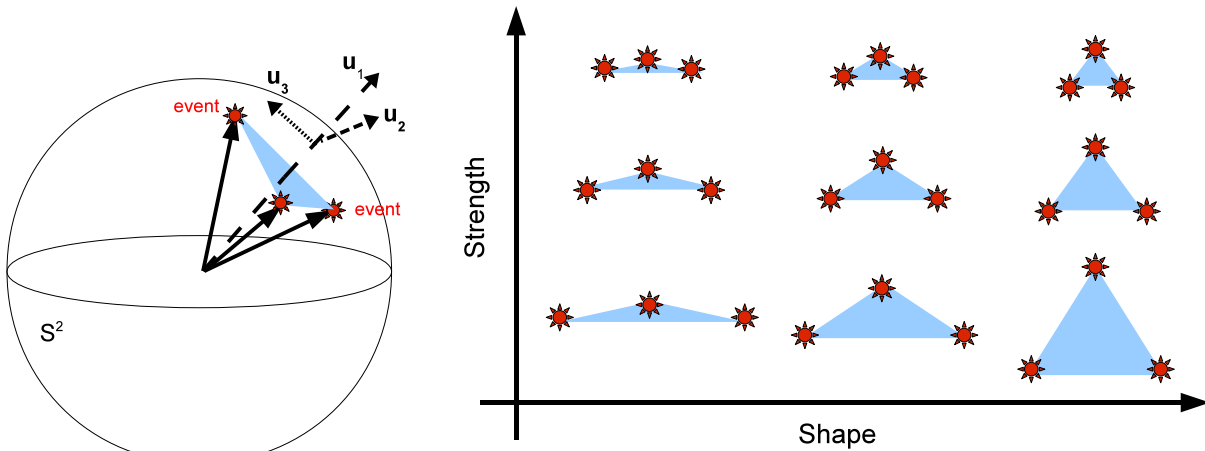 u₁
u₃
event
u₂
event
S²
Strength
Shape